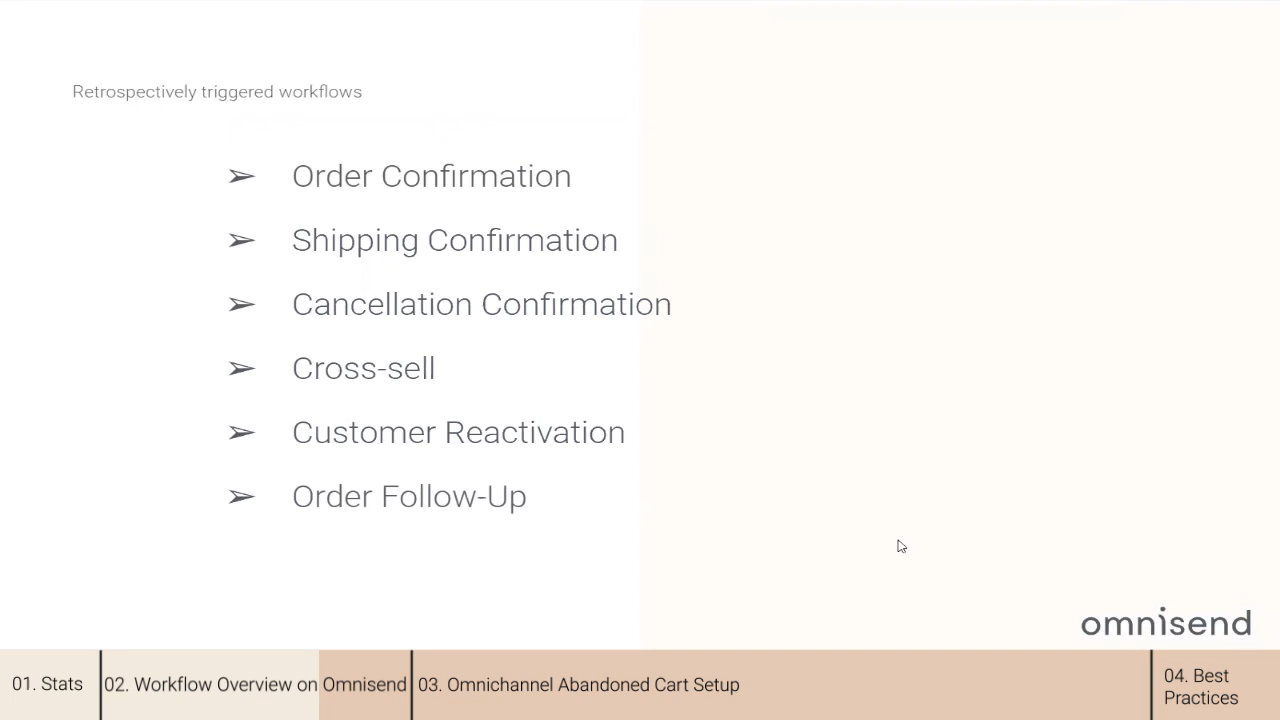 Retrospectively triggered workflows
➢ Order Confirmation
➢ Shipping Confirmation
➢ Cancellation Confirmation
➢ Cross-sell
➢ Customer Reactivation
➢ Order Follow-Up
omnisend
01. Stats
02. Workflow Overview on Omnisend
03. Omnichannel Abandoned Cart Setup
04. Best
Practices